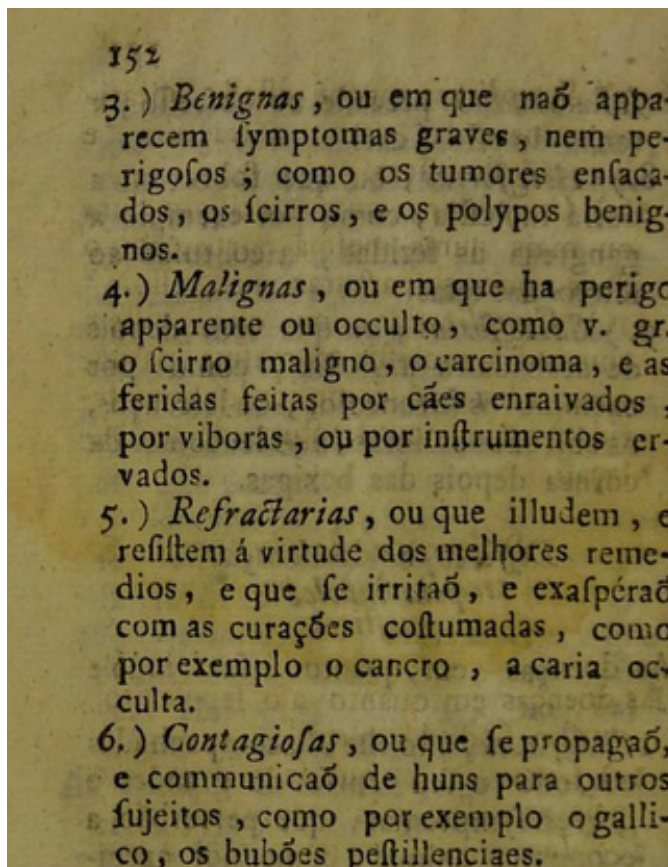 152
3.) Benignas, ou em que naõ appa-
recem ſymptomas graves, nem pe-
rigoſos; como os tumores enſaca-
dos, os ſcirros, e os polypos benig-
nos.
4.) Malignas, ou em que ha perigo
apparente ou occulto, como v. gr.
o ſcirro maligno, o carcinoma, e as
feridas feitas por cães enraivados,
por viboras, ou por inſtrumentos er-
vados.
5.) Refractarias, ou que illudem, e
reſiſtem á virtude dos melhores reme-
dios, e que ſe irritaõ, e exaſpéraõ
com as curações coſtumadas, como
por exemplo o cancro, a caria oc-
culta.
6.) Contagioſas, ou que ſe propagaõ,
e communicaõ de huns para outros
ſujeitos, como por exemplo o galli-
co, os bubões peſtillenciaes.